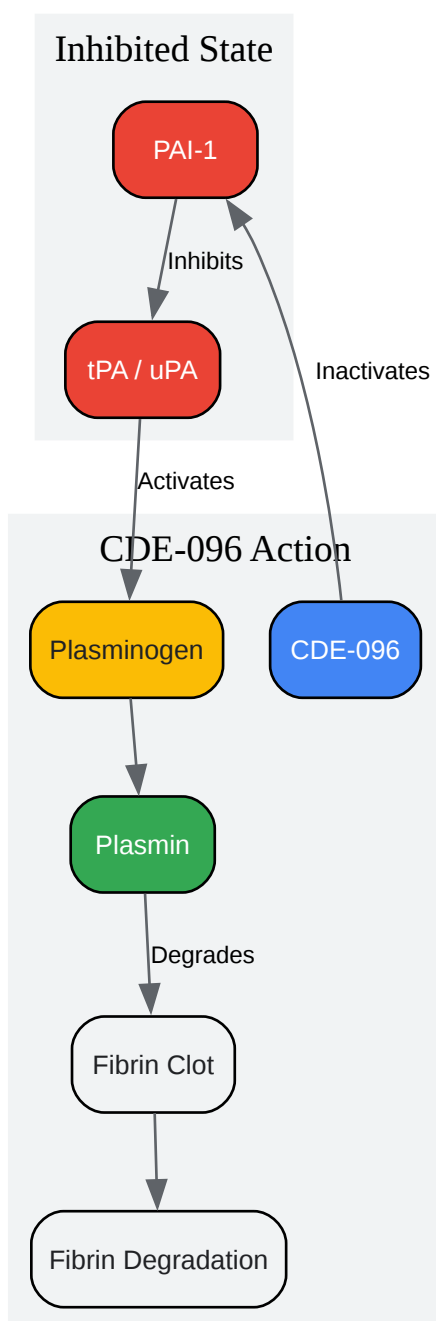 Inhibited State
PAI-1
Inhibits
tPA / uPA
Inactivates
Activates
CDE-096 Action
Plasminogen
CDE-096
Plasmin
Degrades
Fibrin Clot
Fibrin Degradation